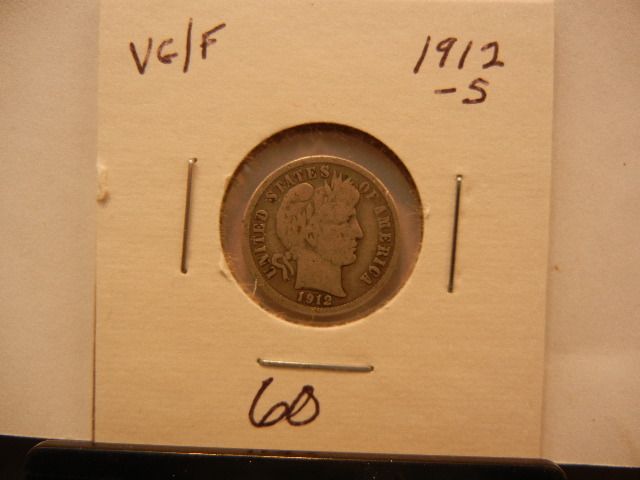 VG/F
1912
-S
UNITED STATES OF AMERICA
1912
60